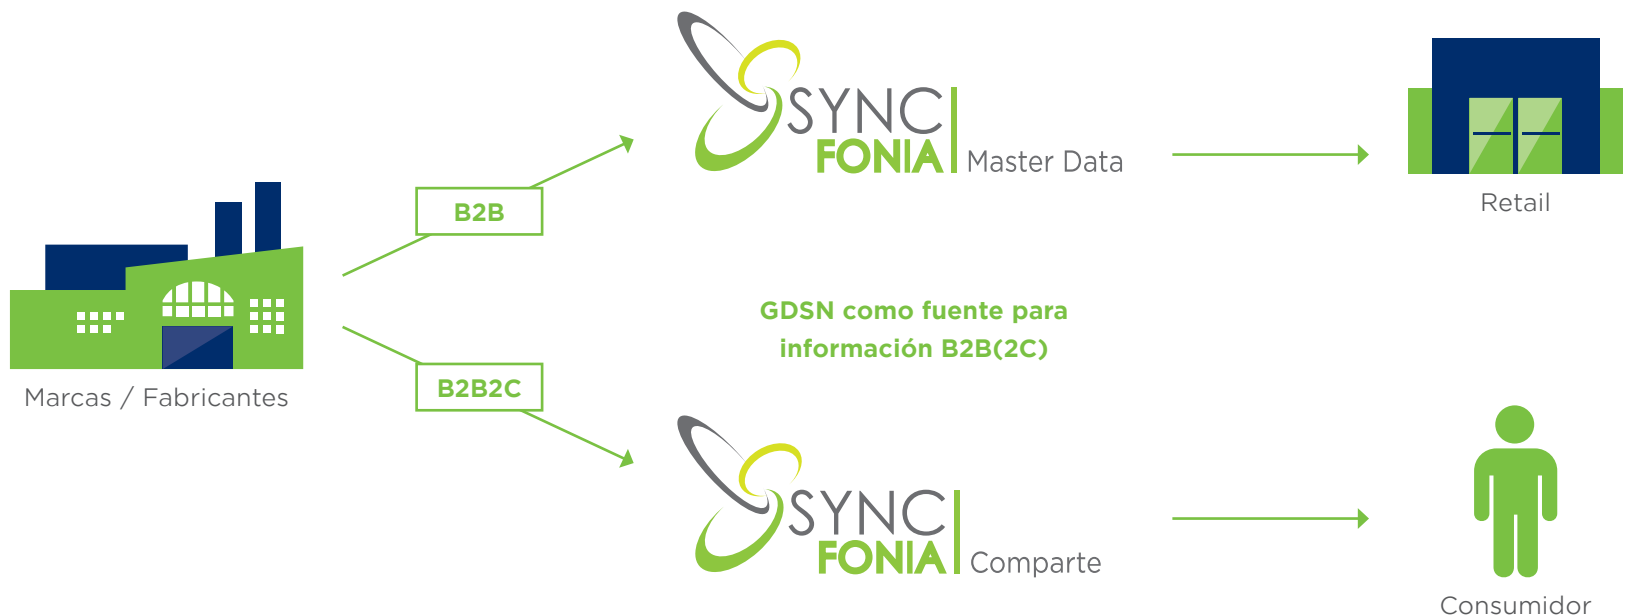 SYNC
FONIA
Master Data
Retail
B2B
GDSN como fuente para
información B2B(2C)
Marcas / Fabricantes
B2B2C
SYNC
FONIA
Comparte
Consumidor